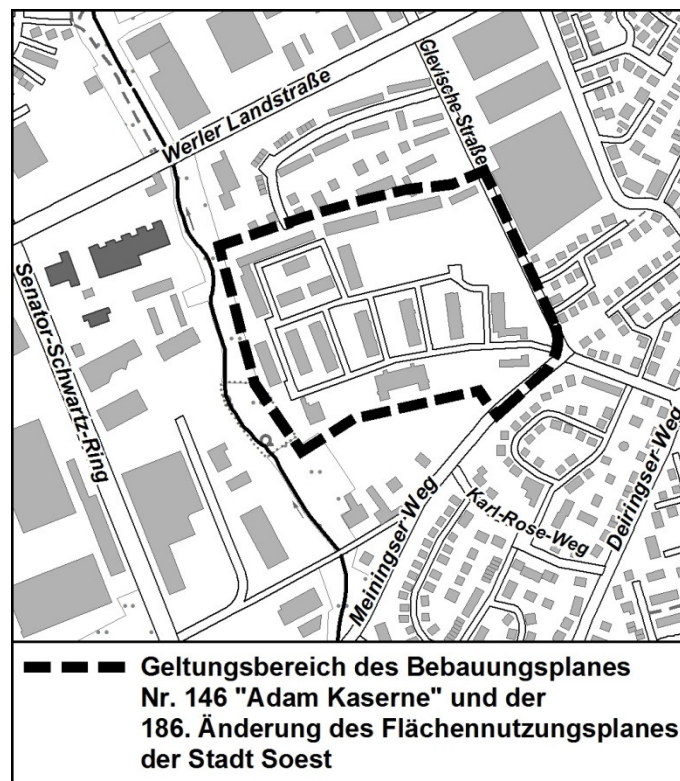 Werler Landstraße
Clevische Straße
Senator-Schwartz-Ring
Meiningser Weg
Karl-Rose-Weg
Deiringser-Weg
Geltungsbereich des Bebauungsplanes
Nr. 146 "Adam Kaserne" und der
186. Änderung des Flächennutzungsplanes
der Stadt Soest